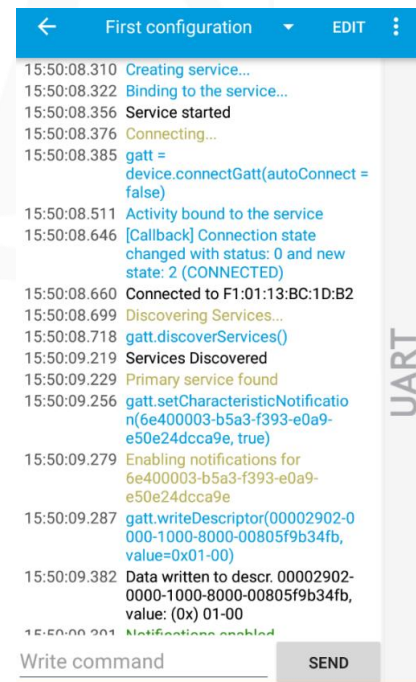 First configuration EDIT
15:50:08.310 Creating service...
15:50:08.322 Binding to the service...
15:50:08.356 Service started
15:50:08.376 Connecting...
15:50:08.385 gatt =
device.connectGatt(autoConnect =
false)
15:50:08.511 Activity bound to the service
15:50:08.646 [Callback] Connection state
changed with status: 0 and new
state: 2 (CONNECTED)
15:50:08.660 Connected to F1:01:13:BC:1D:B2
15:50:08.699 Discovering Services...
15:50:08.718 gatt.discoverServices()
15:50:09.219 Services Discovered
15:50:09.229 Primary service found
15:50:09.256 gatt.setCharacteristicNotificatio
n(6e400003-b5a3-f393-e0a9-
e50e24dcca9e, true)
15:50:09.279 Enabling notifications for
6e400003-b5a3-f393-e0a9-
e50e24dcca9e
15:50:09.287 gatt.writeDescriptor(00002902-0
000-1000-8000-00805f9b34fb,
value=0x01-00)
15:50:09.382 Data written to descr. 00002902-
0000-1000-8000-00805f9b34fb,
value: (0x) 01-00
Notifications enabled
Write command SEND
UART